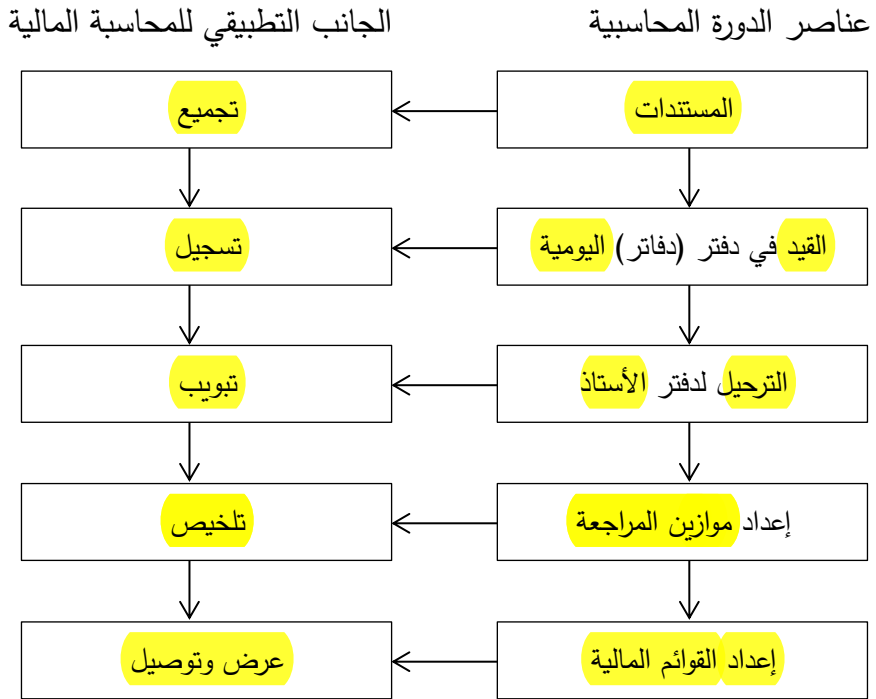 عناصر الدورة المحاسبية
الجانب التطبيقي للمحاسبة المالية
المستندات
تجميع
القيد في دفتر (دفاتر) اليومية
تسجيل
الترحيل لدفتر الأستاذ
تبويب
إعداد موازين المراجعة
تلخيص
إعداد القوائم المالية
عرض وتوصيل